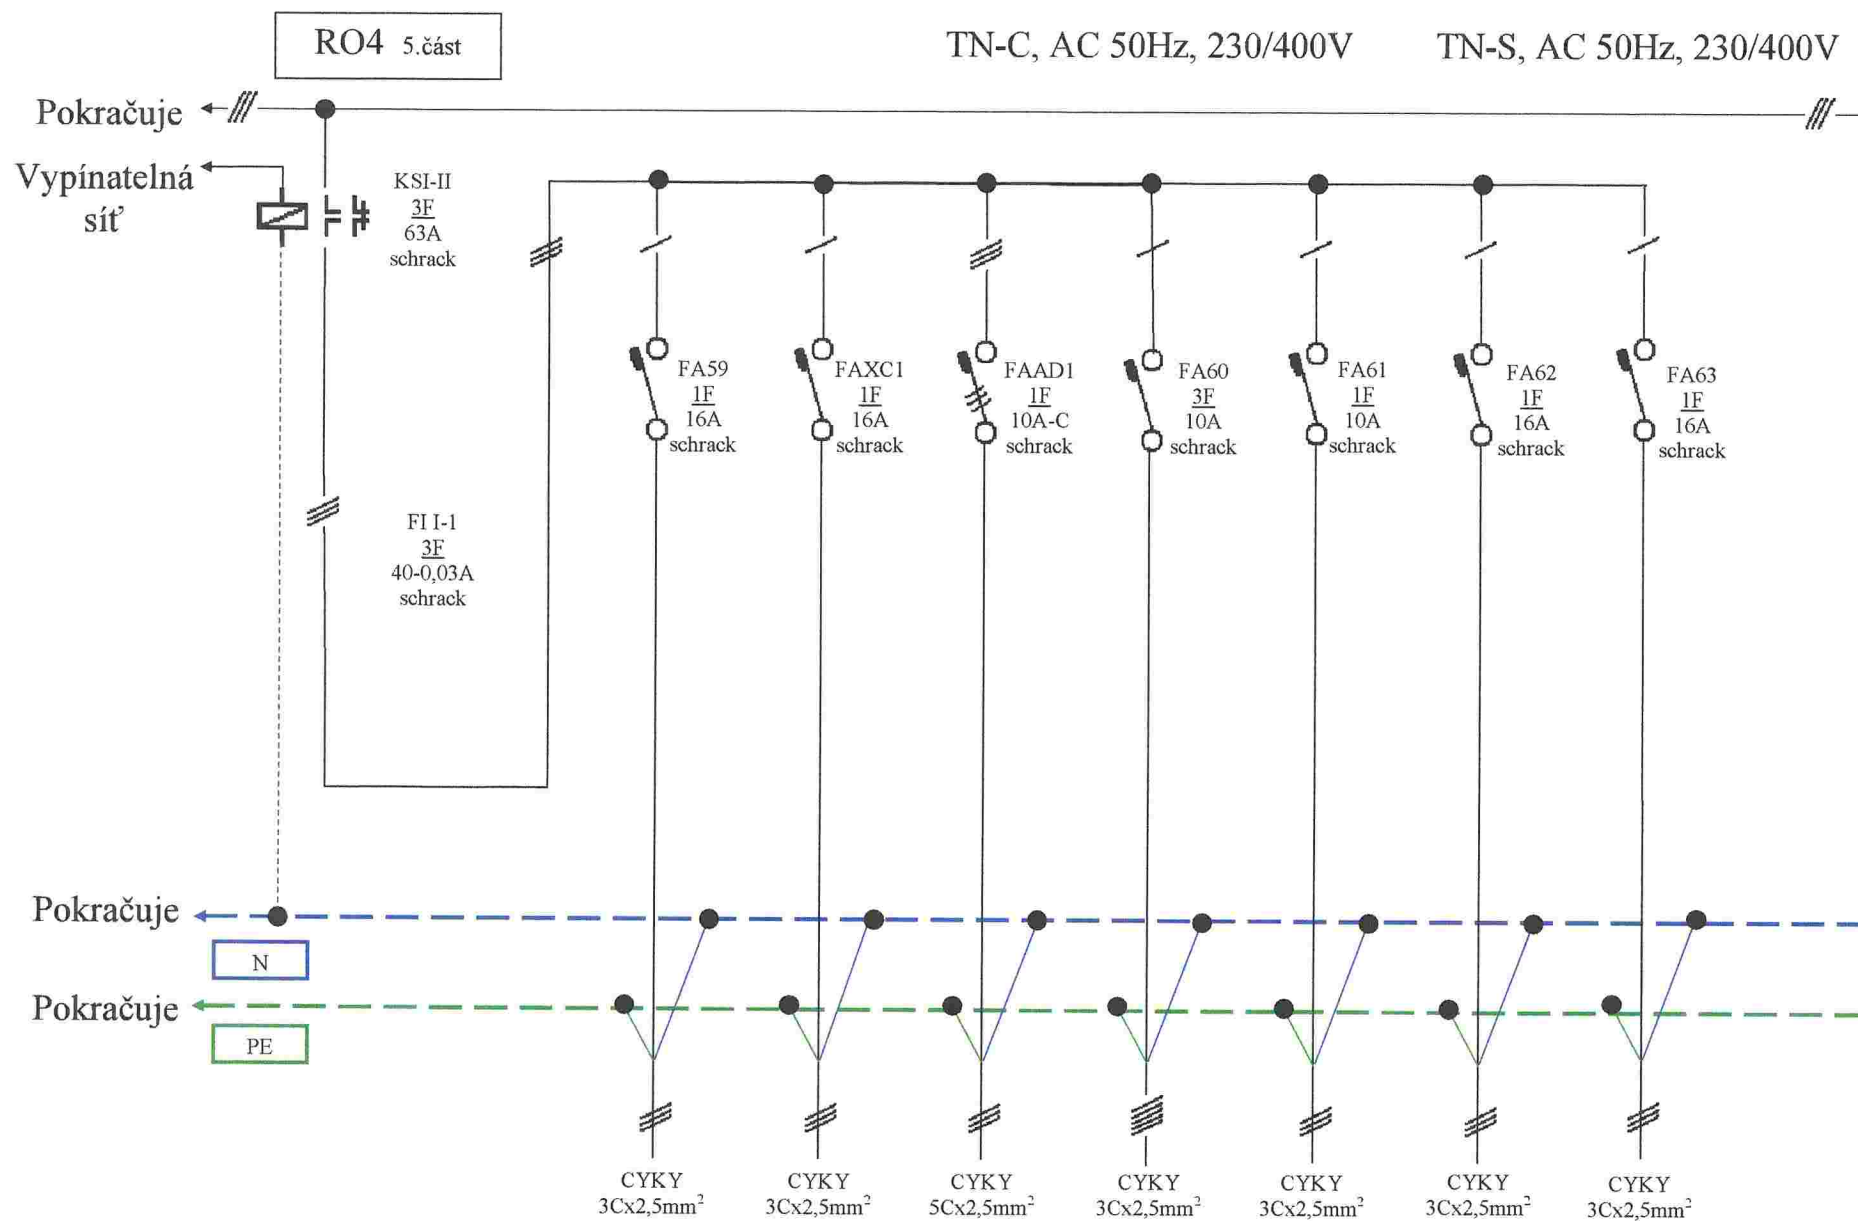 RO4 5.část
TN-C, AC 50Hz, 230/400V
TN-S, AC 50Hz, 230/400V
Pokračuje
Vypínatelná
síť
KSI-II
3F
63A
schrack
FI I-1
3F
40-0,03A
schrack
FA59
1F
16A
schrack
FAXC1
1F
16A
schrack
FAAD1
1F
10A-C
schrack
FA60
3F
10A
schrack
FA61
1F
10A
schrack
FA62
1F
16A
schrack
FA63
1F
16A
schrack
Pokračuje
N
Pokračuje
PE
CYKY
3Cx2,5mm²
CYKY
3Cx2,5mm²
CYKY
5Cx2,5mm²
CYKY
3Cx2,5mm²
CYKY
3Cx2,5mm²
CYKY
3Cx2,5mm²
CYKY
3Cx2,5mm²